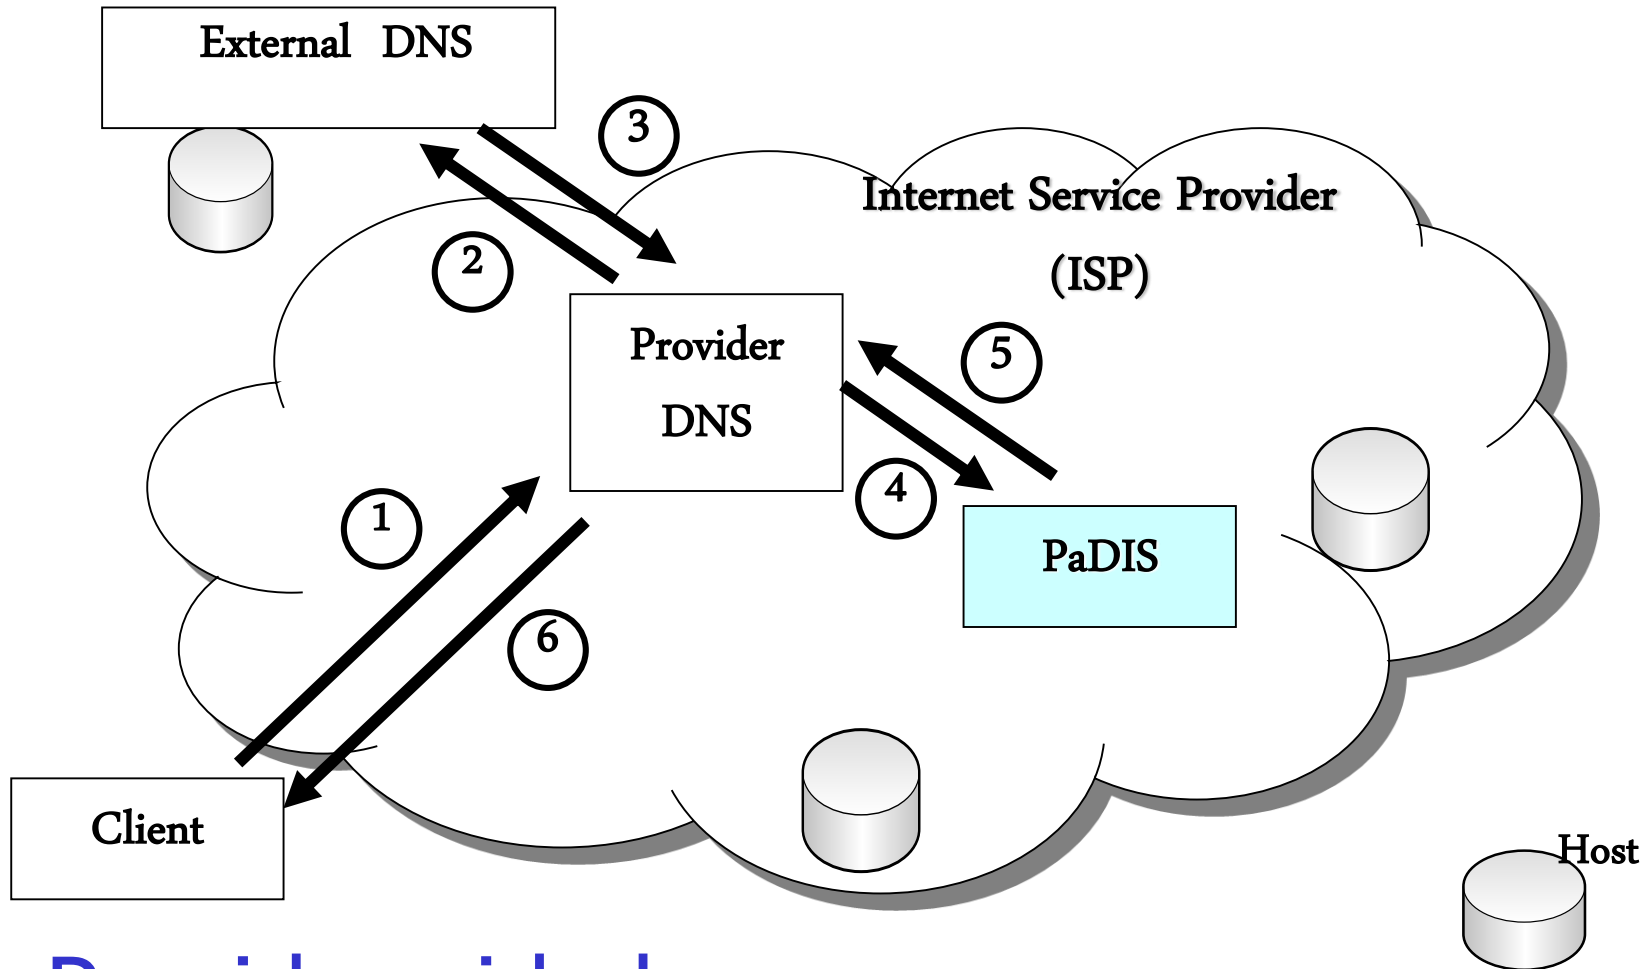 External DNS
3
Internet Service Provider
(ISP)
2
Provider
DNS
5
4
1
PaDIS
6
Client
Host